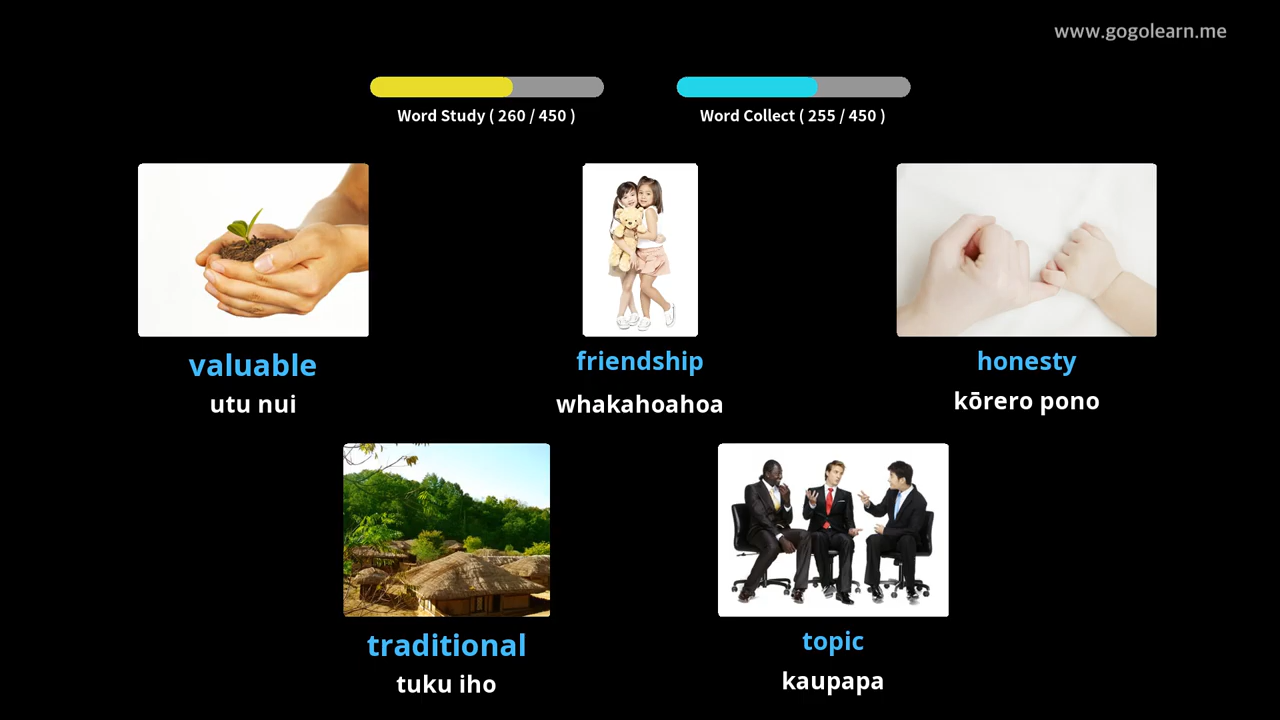 www.gogolearn.me
Word Study ( 260 / 450 )
Word Collect ( 255 / 450 )
valuable
utu nui
friendship
whakahoahoa
honesty
kōrero pono
traditional
tuku iho
topic
kaupapa